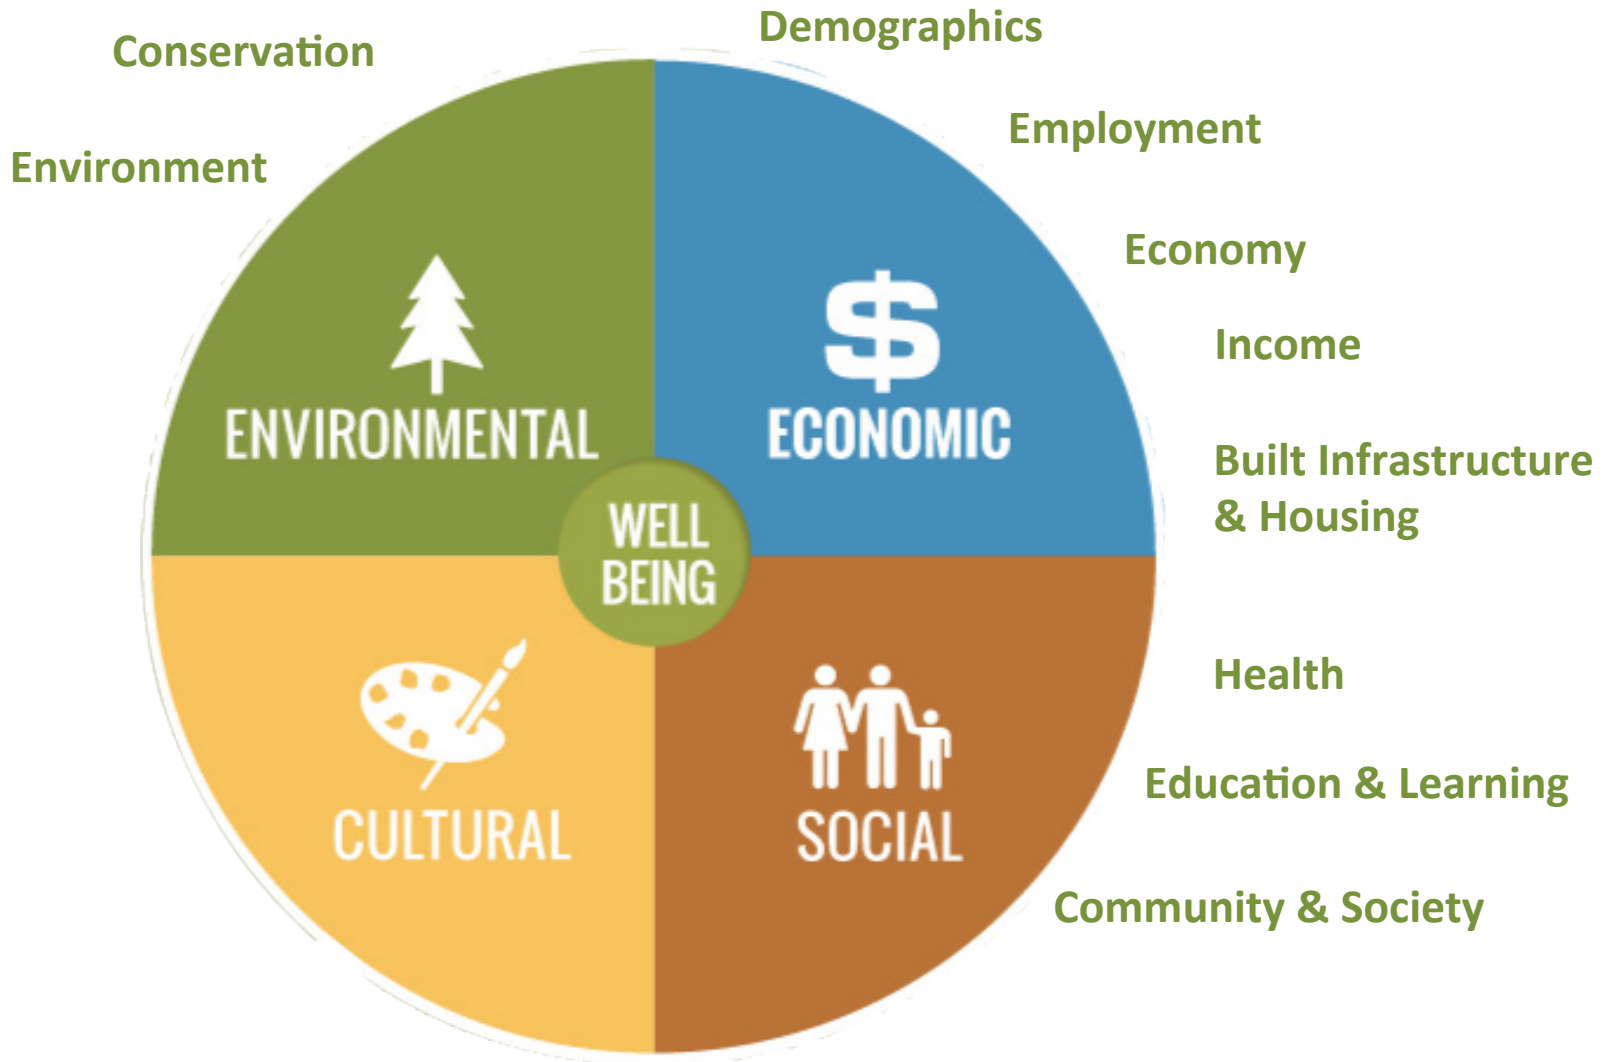 Conservation
Demographics
Employment
Environment
Economy
Income
ENVIRONMENTAL
ECONOMIC
Built Infrastructure
& Housing
WELL
BEING
Health
Education & Learning
CULTURAL
SOCIAL
Community & Society